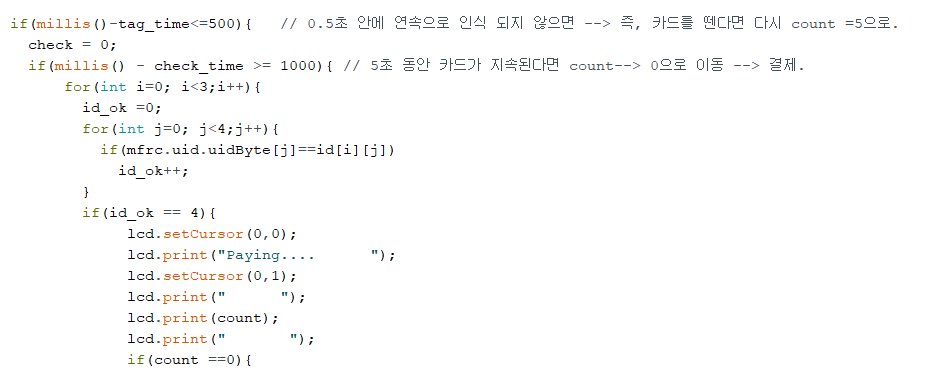 if(millis()-tag_time<=500){   // 0.5초 안에 연속으로 인식 되지 않으면 --> 즉, 카드를 뗀다면 다시 count =5으로.
  check = 0;
  if(millis() - check_time >= 1000){ // 5초 동안 카드가 지속된다면 count--> 0으로 이동 --> 결제.
      for(int i=0; i<3;i++){
        id_ok =0;
        for(int j=0; j<4;j++){
          if(mfrc.uid.uidByte[j]==id[i][j])
            id_ok++;
        }
        if(id_ok == 4){
             lcd.setCursor(0,0);
             lcd.print("Paying....      ");
             lcd.setCursor(0,1);
             lcd.print("      ");
             lcd.print(count);
             lcd.print("       ");
             if(count ==0){